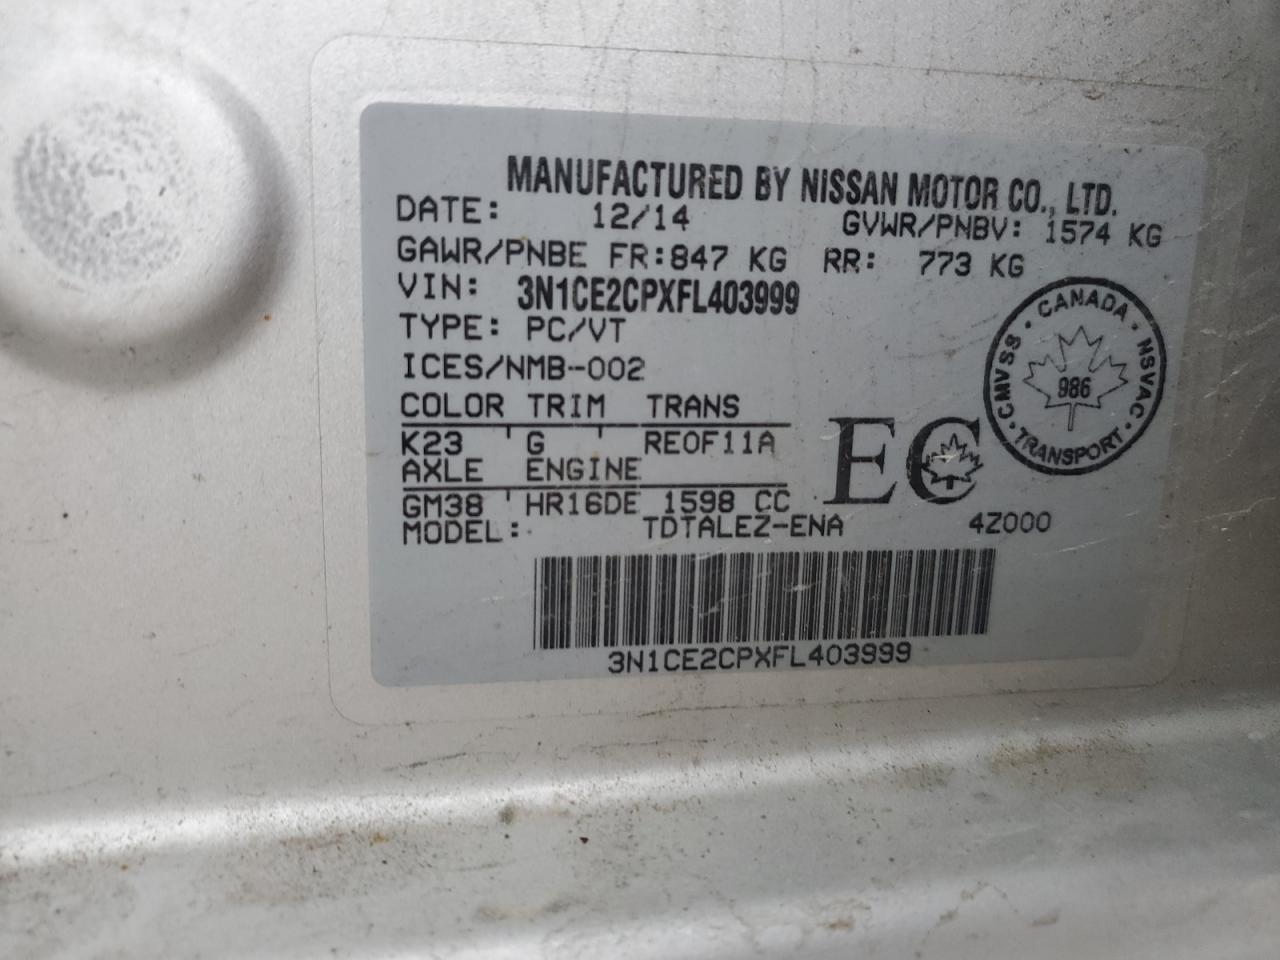 MANUFACTURED BY NISSAN MOTOR CO., LTD.
DATE: 12/14 GVWR/PNBV: 1574 KG
GAWR/PNBE FR:847 KG RR: 773 KG
VIN: 3N1CE2CPXFL403999
TYPE: PC/VT
ICES/NMB-002
COLOR TRIM TRANS
K23 G RE0F11A
AXLE ENGINE
GM38 HR16DE 1598 CC
MODEL: TDTALEZ-ENA 4Z000
EC
CANADA · NSVAC · TRANSPORT · CMVSS ·
986
3N1CE2CPXFL403999